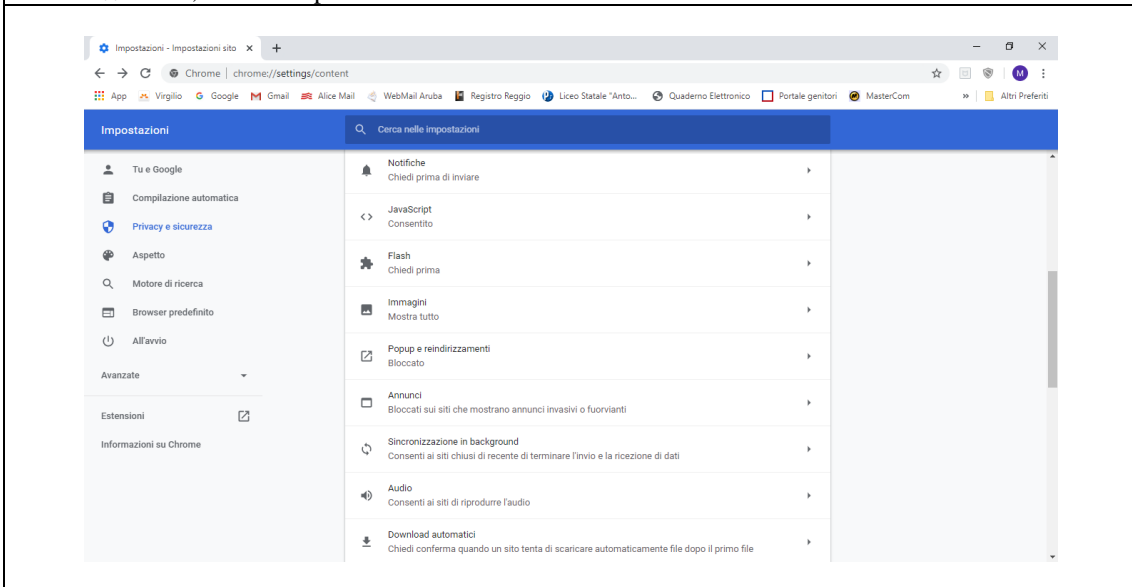 Impostazioni - Impostazioni sito
Chrome | chrome://settings/content
M
App Virgilio Google Gmail Alice Mail WebMail Aruba Registro Reggio Liceo Statale "Anto... Quaderno Elettronico Portale genitori MasterCom » Altri Preferiti
Impostazioni
Cerca nelle impostazioni
Tu e Google
Compilazione automatica
Privacy e sicurezza
Aspetto
Motore di ricerca
Browser predefinito
All'avvio
Avanzate
Estensioni
Informazioni su Chrome
Notifiche
Chiedi prima di inviare
JavaScript
Consentito
Flash
Chiedi prima
Immagini
Mostra tutto
Popup e reindirizzamenti
Bloccato
Annunci
Bloccati sui siti che mostrano annunci invasivi o fuorvianti
Sincronizzazione in background
Consenti ai siti chiusi di recente di terminare l'invio e la ricezione di dati
Audio
Consenti ai siti di riprodurre l'audio
Download automatici
Chiedi conferma quando un sito tenta di scaricare automaticamente file dopo il primo file